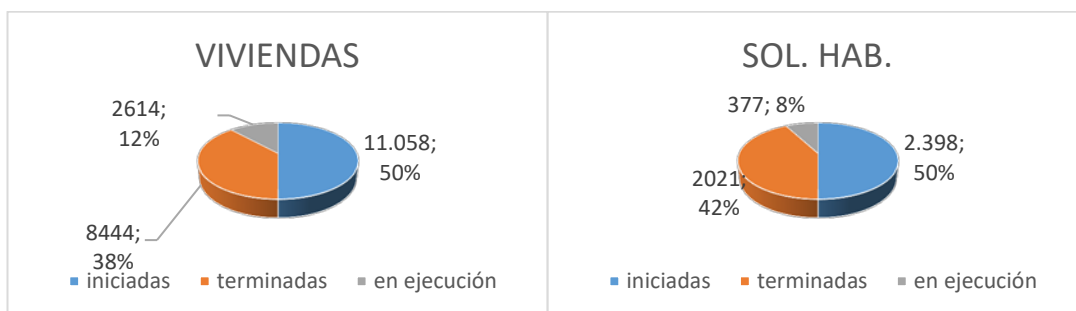 VIVIENDAS
2614;
12%
11.058;
50%
8444;
38%
iniciadas terminadas en ejecución
SOL. HAB.
377; 8%
2.398;
50%
2021;
42%
iniciadas terminadas en ejecución